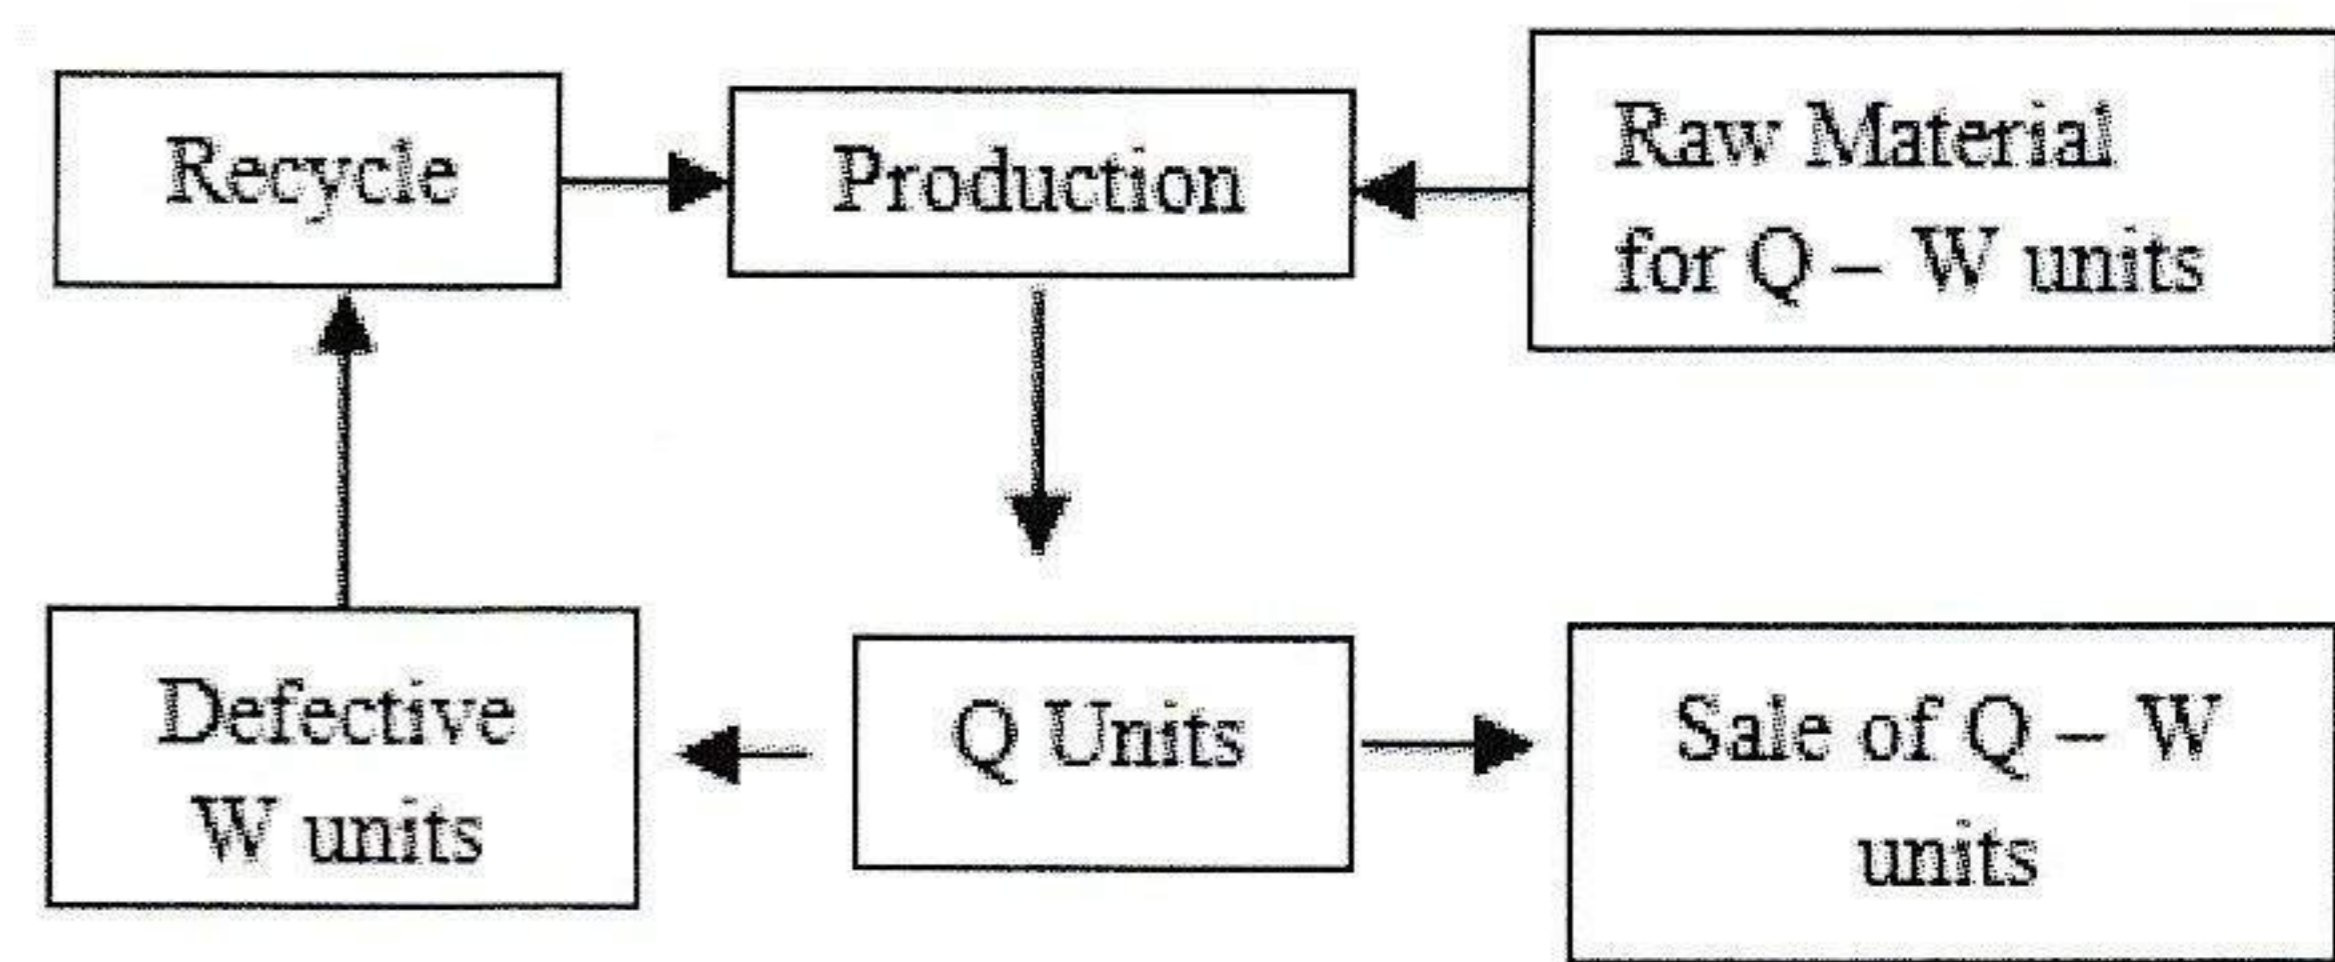 Recycle
Production
Raw Material
for Q – W units
Defective
W units
Q Units
Sale of Q – W
units